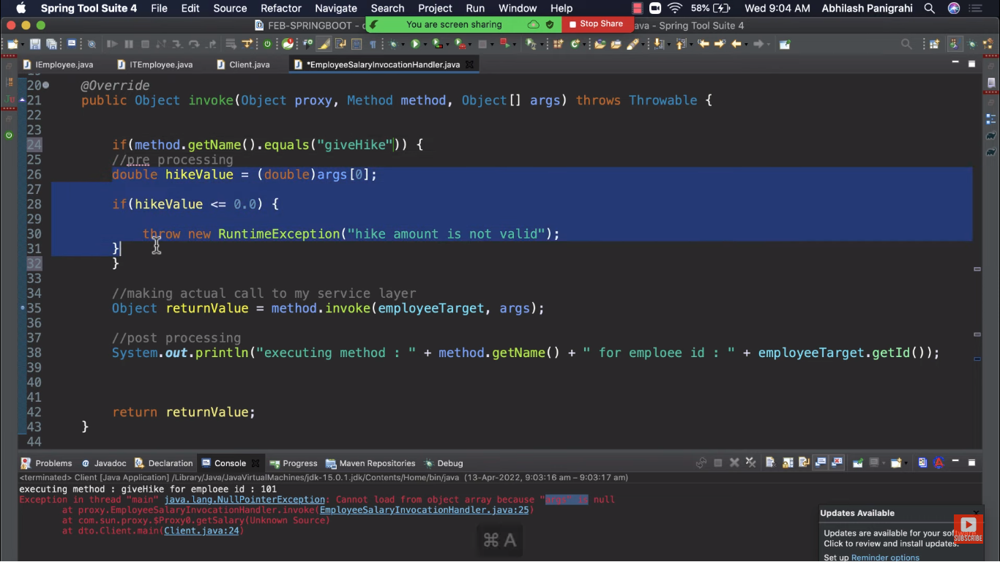 Spring Tool Suite 4 File Edit Source Refactor Navigate Search Project Run Window Help 58% Wed 9:04 AM Abhilash Panigrahi
FEB-SPRINGBOOT - You are screen sharing Stop Share ava - Spring Tool Suite 4
IEmployee.java ITEmployee.java Client.java *EmployeeSalaryInvocationHandler.java
20 @Override
21 public Object invoke(Object proxy, Method method, Object[] args) throws Throwable {
22
23
24 if(method.getName().equals("giveHike")) {
25 //pre processing
26 double hikeValue = (double)args[0];
27
28 if(hikeValue <= 0.0) {
29
30 throw new RuntimeException("hike amount is not valid");
31 }
32 }
33
34 //making actual call to my service layer
35 Object returnValue = method.invoke(employeeTarget, args);
36
37 //post processing
38 System.out.println("executing method : " + method.getName() + " for emploee id : " + employeeTarget.getId());
39
40
41
42 return returnValue;
43 }
44
Problems Javadoc Declaration Console Progress Maven Repositories Debug
<terminated> Client [Java Application] /Library/Java/JavaVirtualMachines/jdk-15.0.1.jdk/Contents/Home/bin/java (13-Apr-2022, 9:03:16 am – 9:03:17 am)
executing method : giveHike for emploee id : 101
Exception in thread "main" java.lang.NullPointerException: Cannot load from object array because "args" is null
at proxy.EmployeeSalaryInvocationHandler.invoke(EmployeeSalaryInvocationHandler.java:25)
at com.sun.proxy.$Proxy0.getSalary(Unknown Source)
at dto.Client.main(Client.java:24)
⌘ A
Updates Available
Updates are available for your software.
Click to review and install updates.
Set up Reminder options
SUBSCRIBE